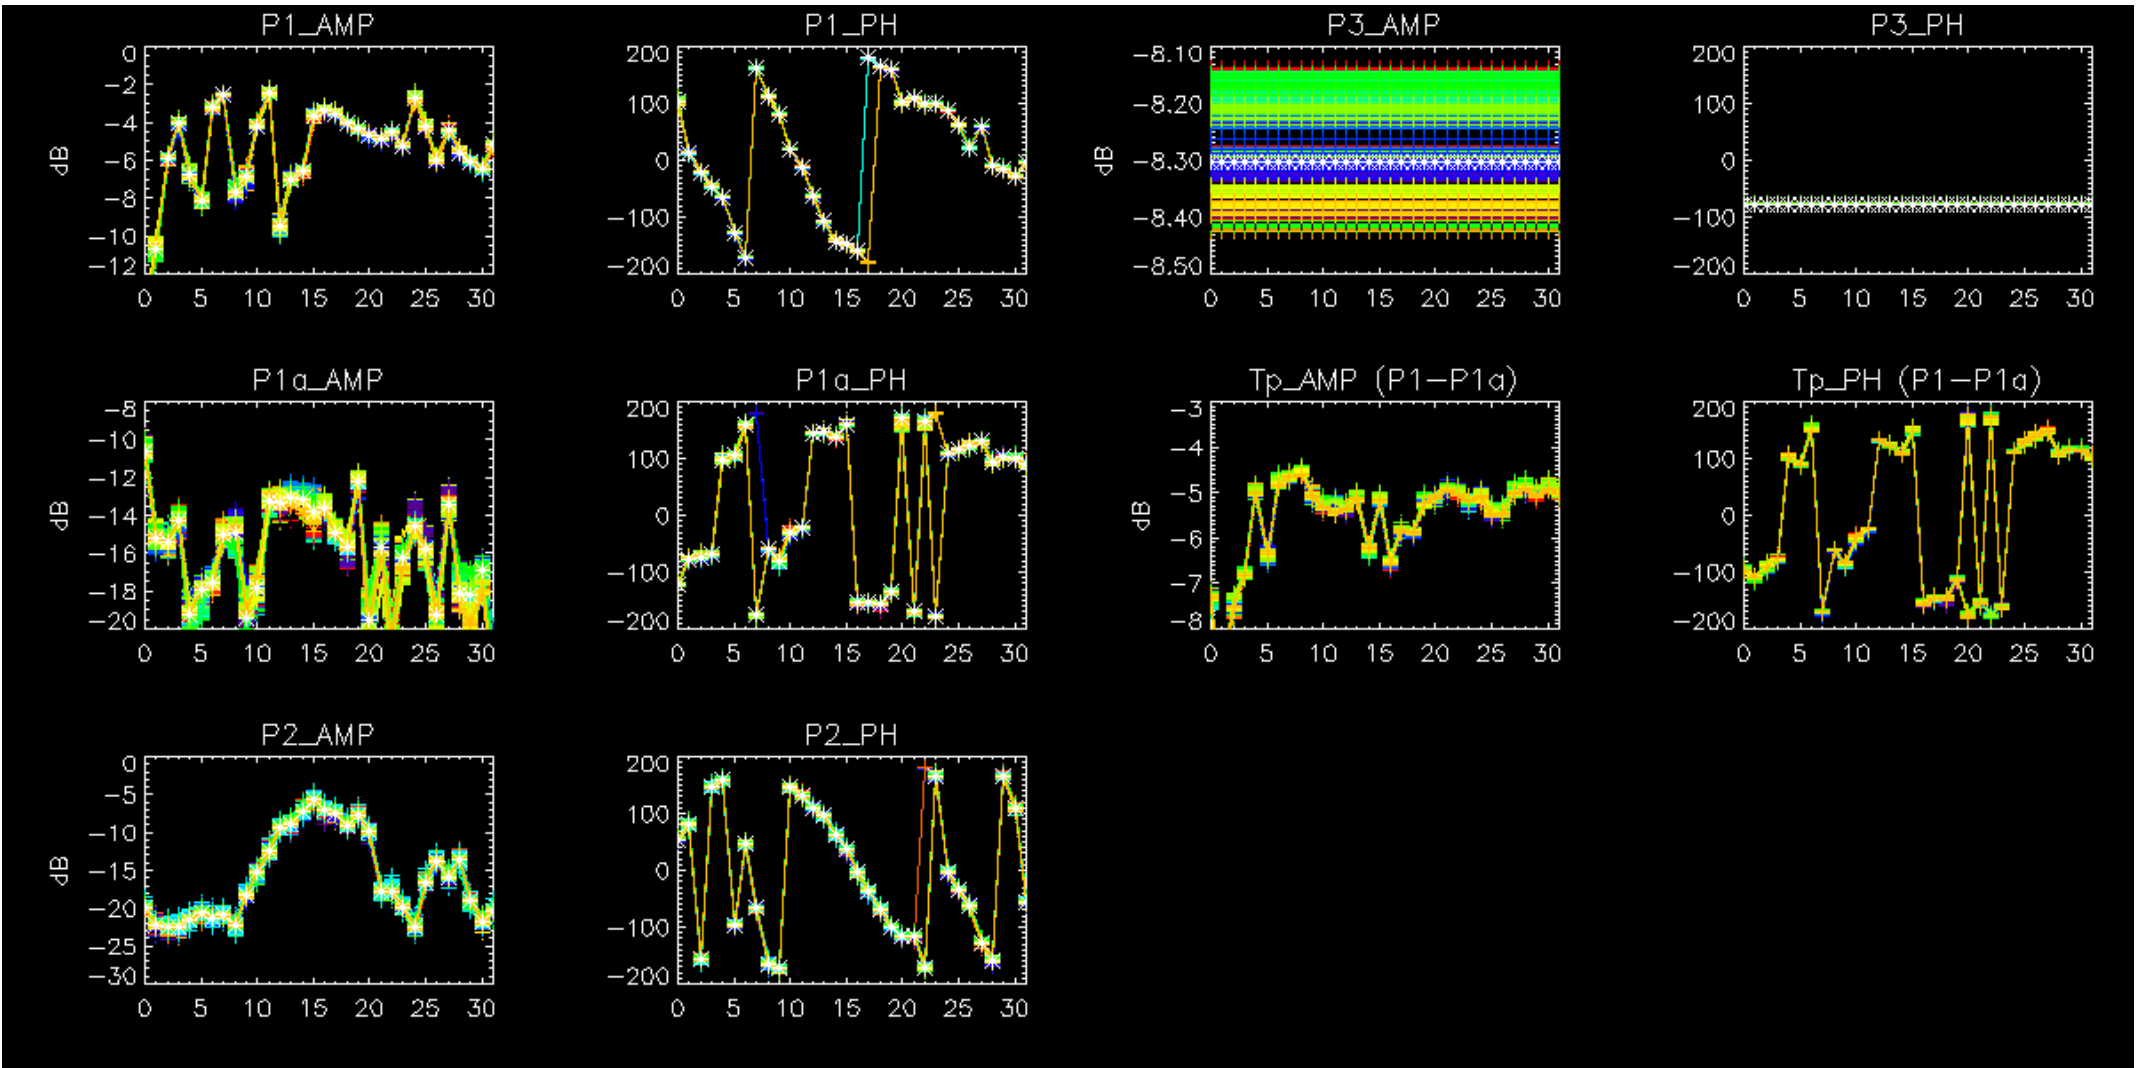 P1_AMP
P1_PH
P3_AMP
P3_PH
0
−2
−4
−6
−8
−10
−12
dB
0 5 10 15 20 25 30
200
100
0
−100
−200
0 5 10 15 20 25 30
−8.10
−8.20
−8.30
−8.40
−8.50
dB
0 5 10 15 20 25 30
200
100
0
−100
−200
0 5 10 15 20 25 30
P1a_AMP
P1a_PH
Tp_AMP (P1−P1a)
Tp_PH (P1−P1a)
−8
−10
−12
−14
−16
−18
−20
dB
0 5 10 15 20 25 30
200
100
0
−100
−200
0 5 10 15 20 25 30
−3
−4
−5
−6
−7
−8
dB
0 5 10 15 20 25 30
200
100
0
−100
−200
0 5 10 15 20 25 30
P2_AMP
P2_PH
0
−5
−10
−15
−20
−25
−30
dB
0 5 10 15 20 25 30
200
100
0
−100
−200
0 5 10 15 20 25 30